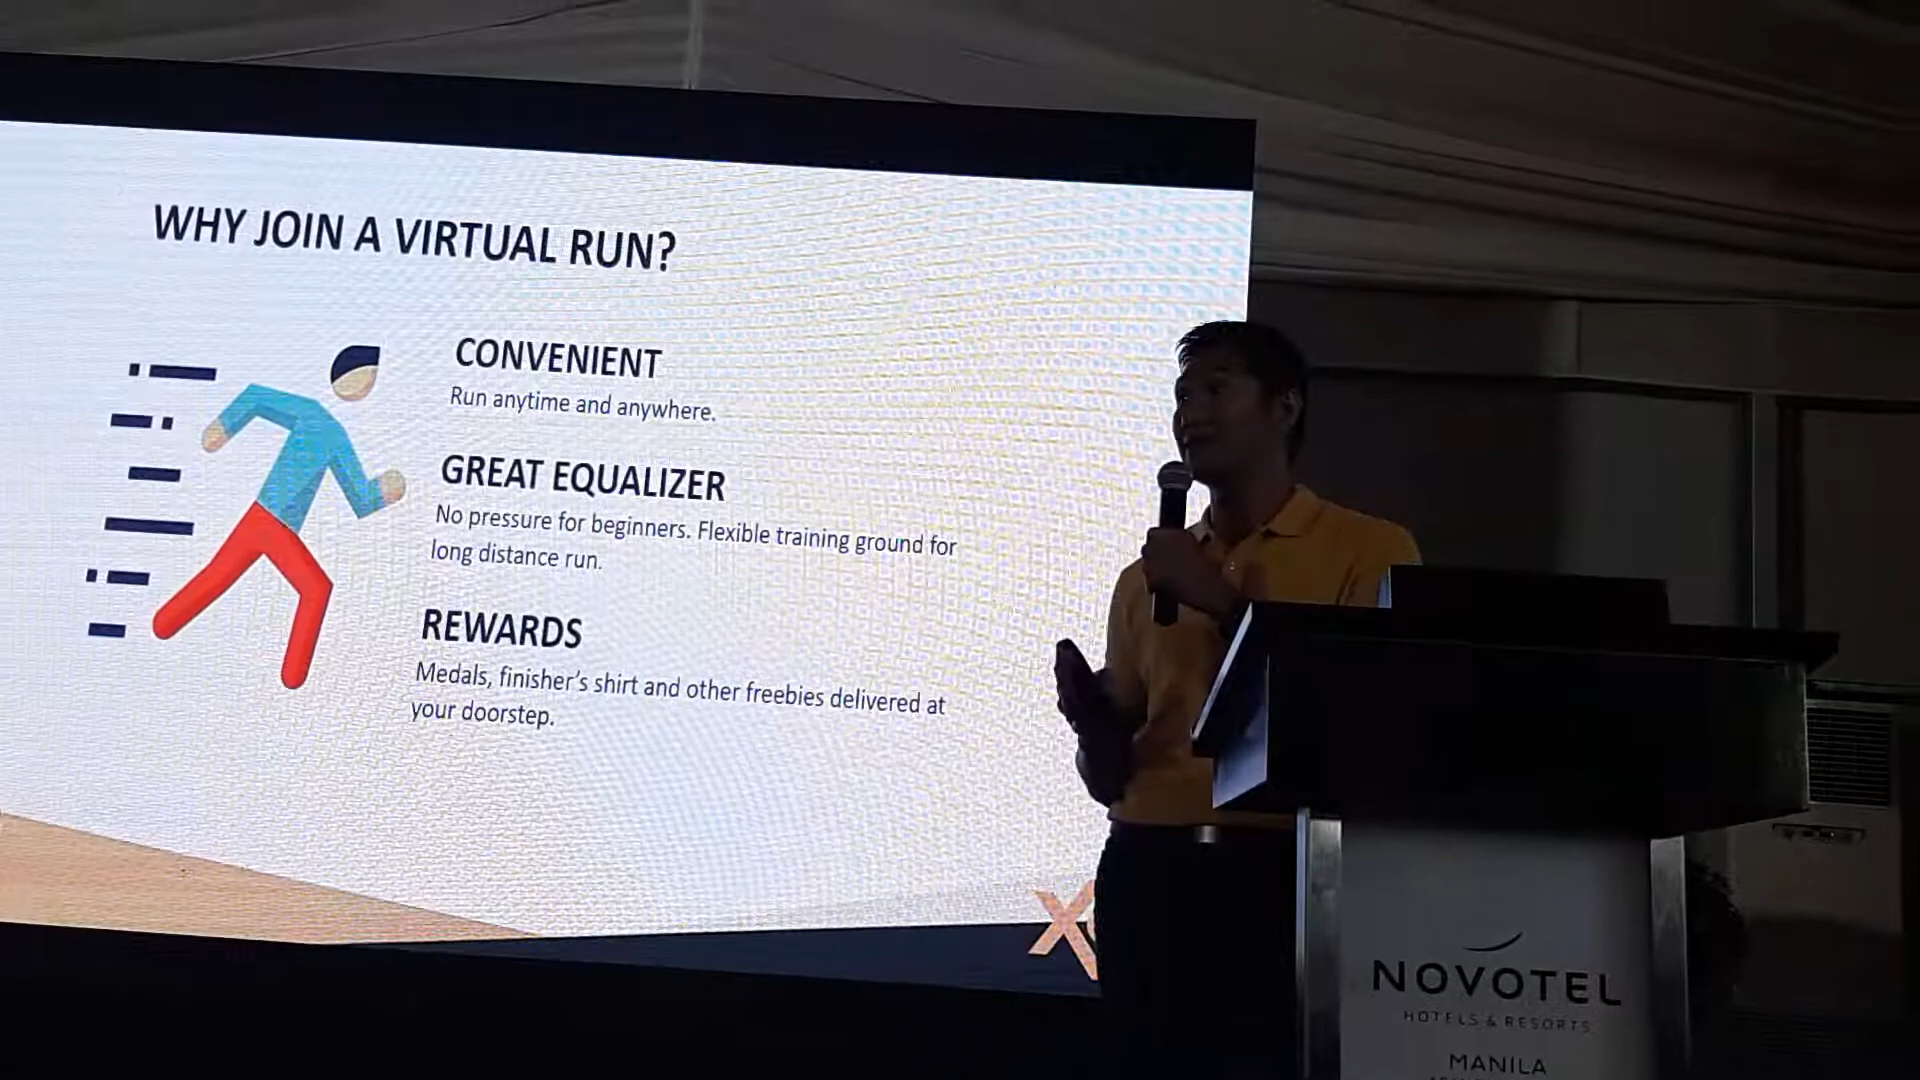 WHY JOIN A VIRTUAL RUN?
CONVENIENT
Run anytime and anywhere.
GREAT EQUALIZER
No pressure for beginners. Flexible training ground for
long distance run.
REWARDS
Medals, finisher's shirt and other freebies delivered at
your doorstep.
X
NOVOTEL
HOTELS & RESORTS
MANILA